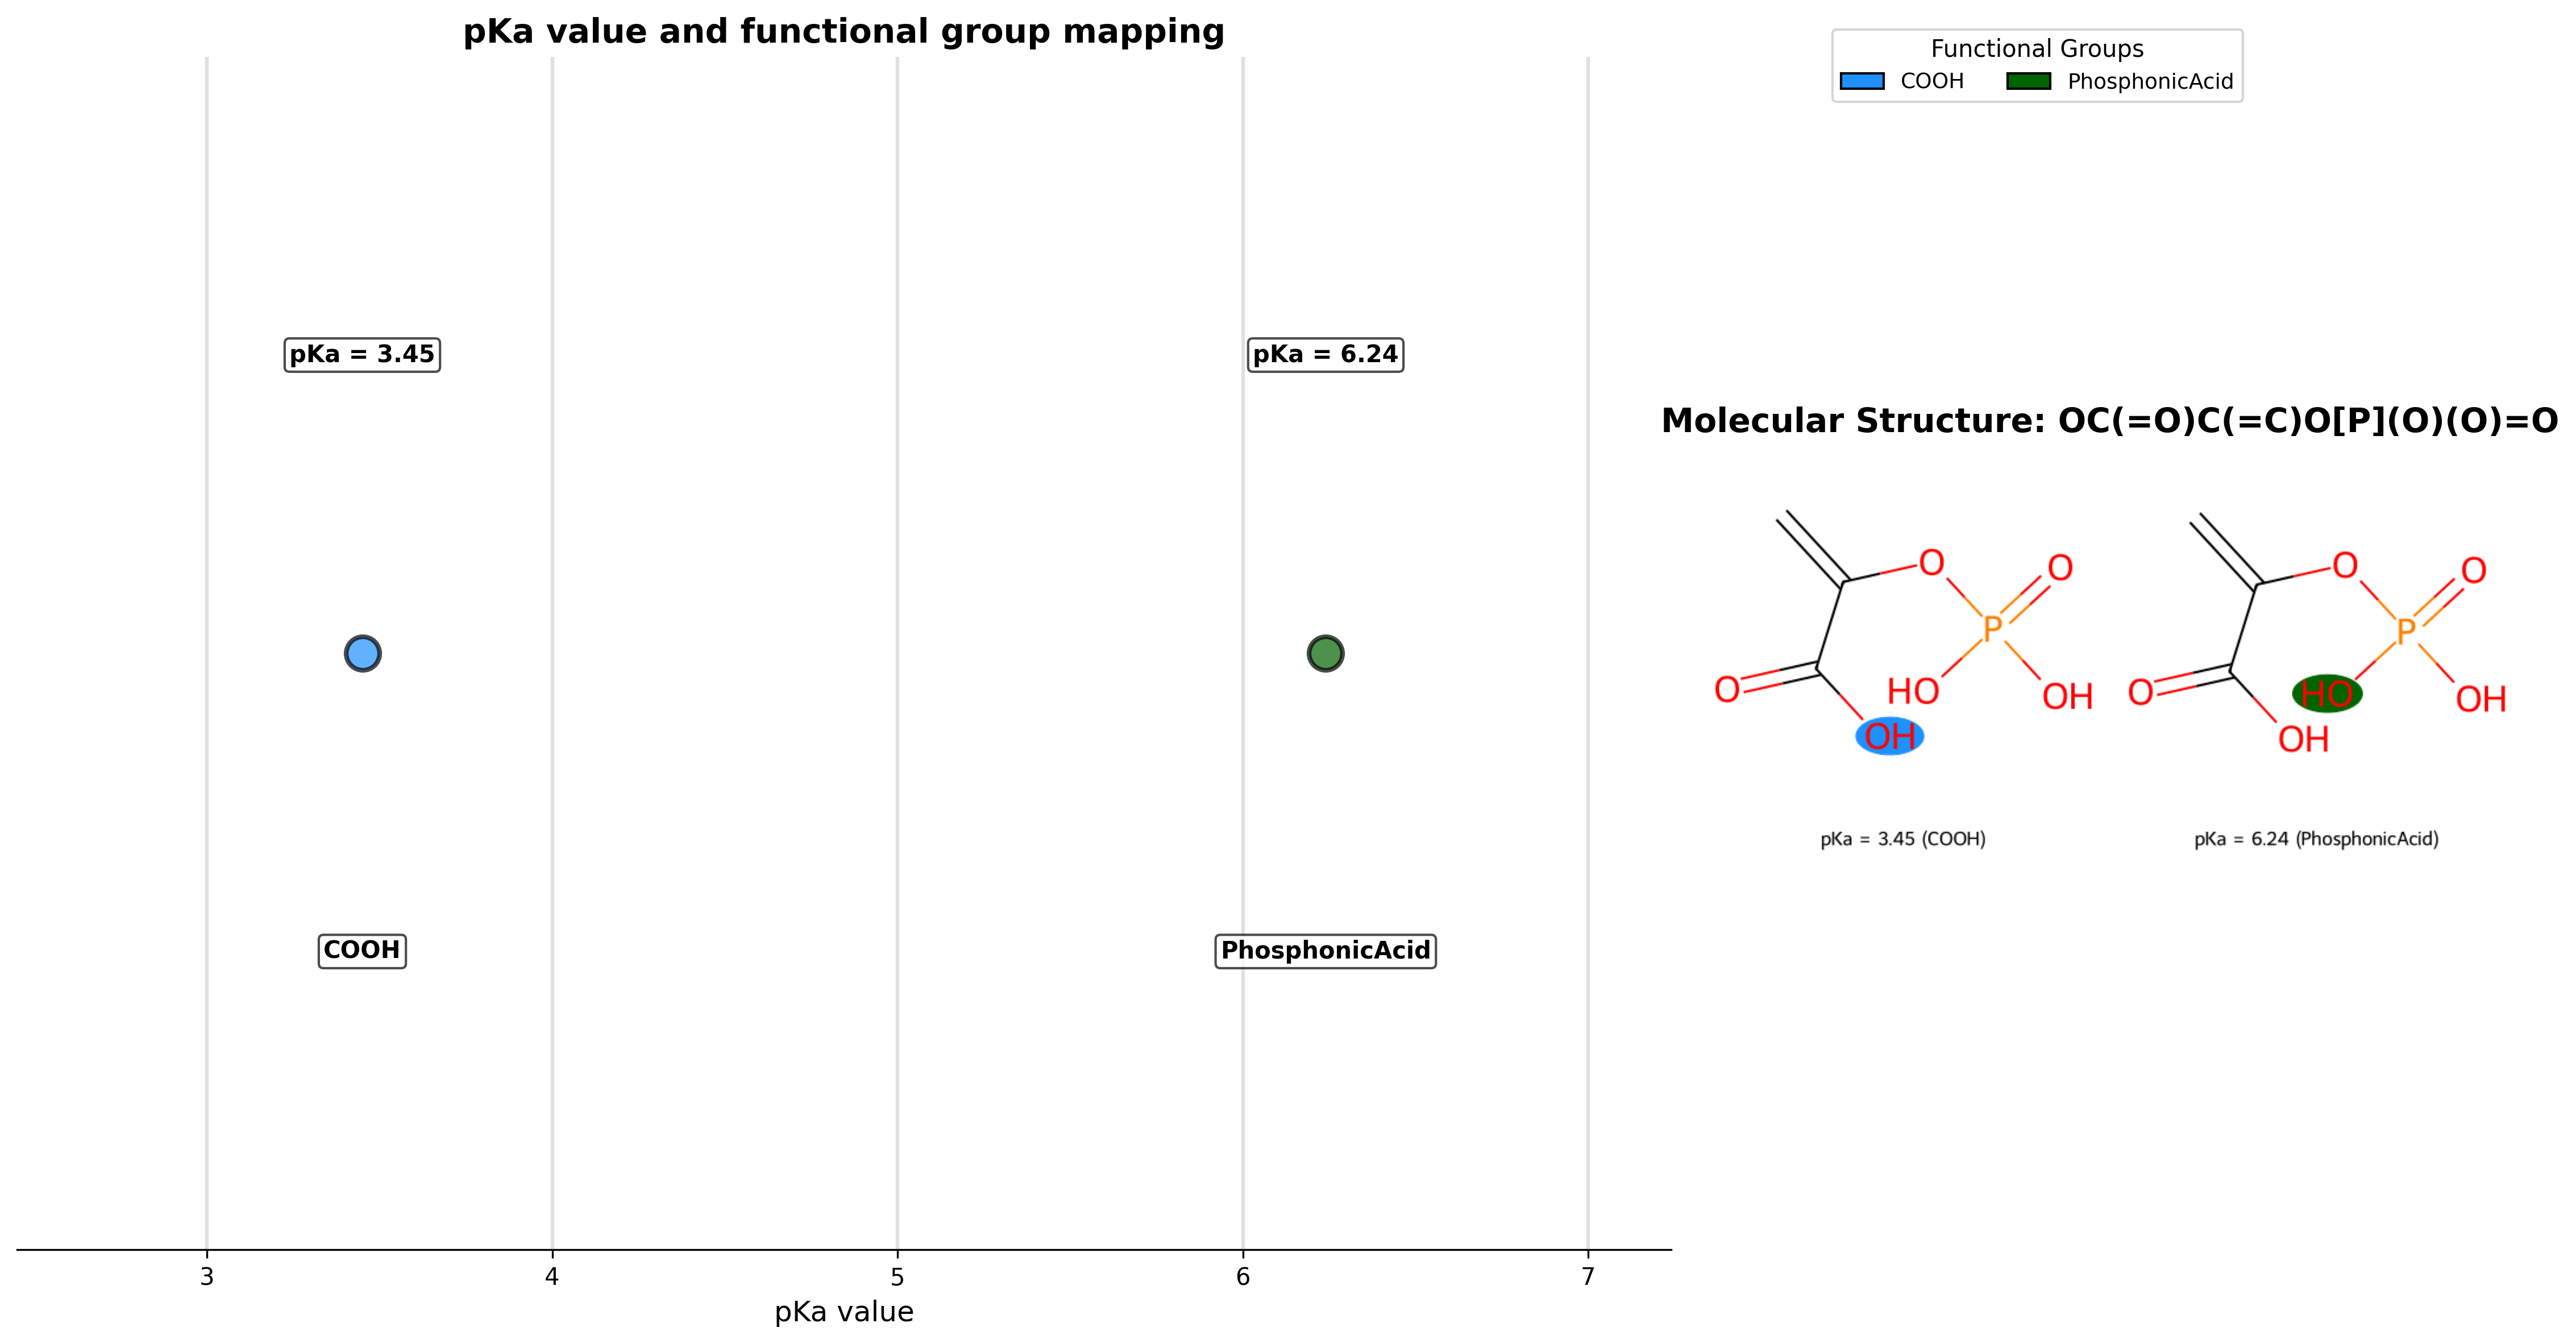 pKa value and functional group mapping
Functional Groups
COOH PhosphonicAcid
pKa = 3.45 pKa = 6.24
Molecular Structure: OC(=O)C(=C)O[P](O)(O)=O
O O
P
O HO OH
OH
O O
P
O HO OH
OH
pKa = 3.45 (COOH) pKa = 6.24 (PhosphonicAcid)
COOH PhosphonicAcid
3 4 5 6 7
pKa value